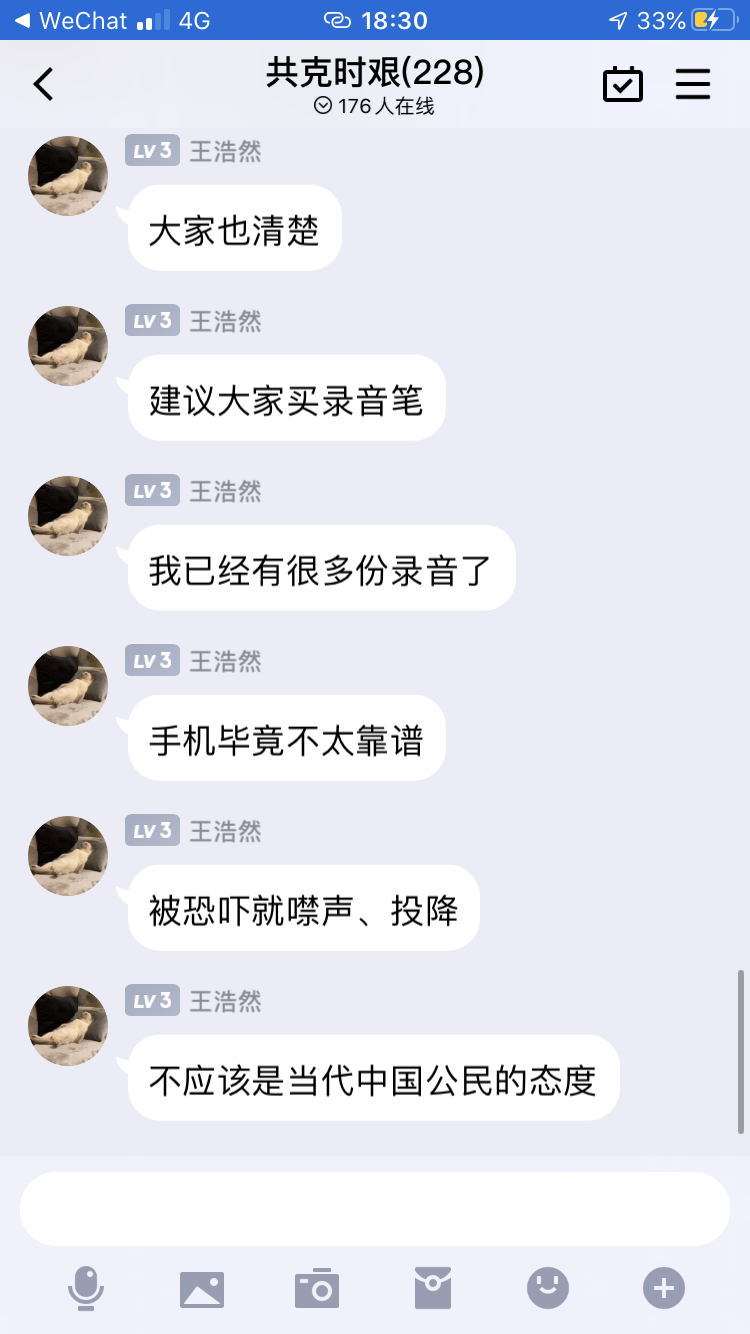 WeChat 4G 18:30 33%
共克时艰(228)
176人在线
LV 3 王浩然
大家也清楚
LV 3 王浩然
建议大家买录音笔
LV 3 王浩然
我已经有很多份录音了
LV 3 王浩然
手机毕竟不太靠谱
LV 3 王浩然
被恐吓就噤声、投降
LV 3 王浩然
不应该是当代中国公民的态度